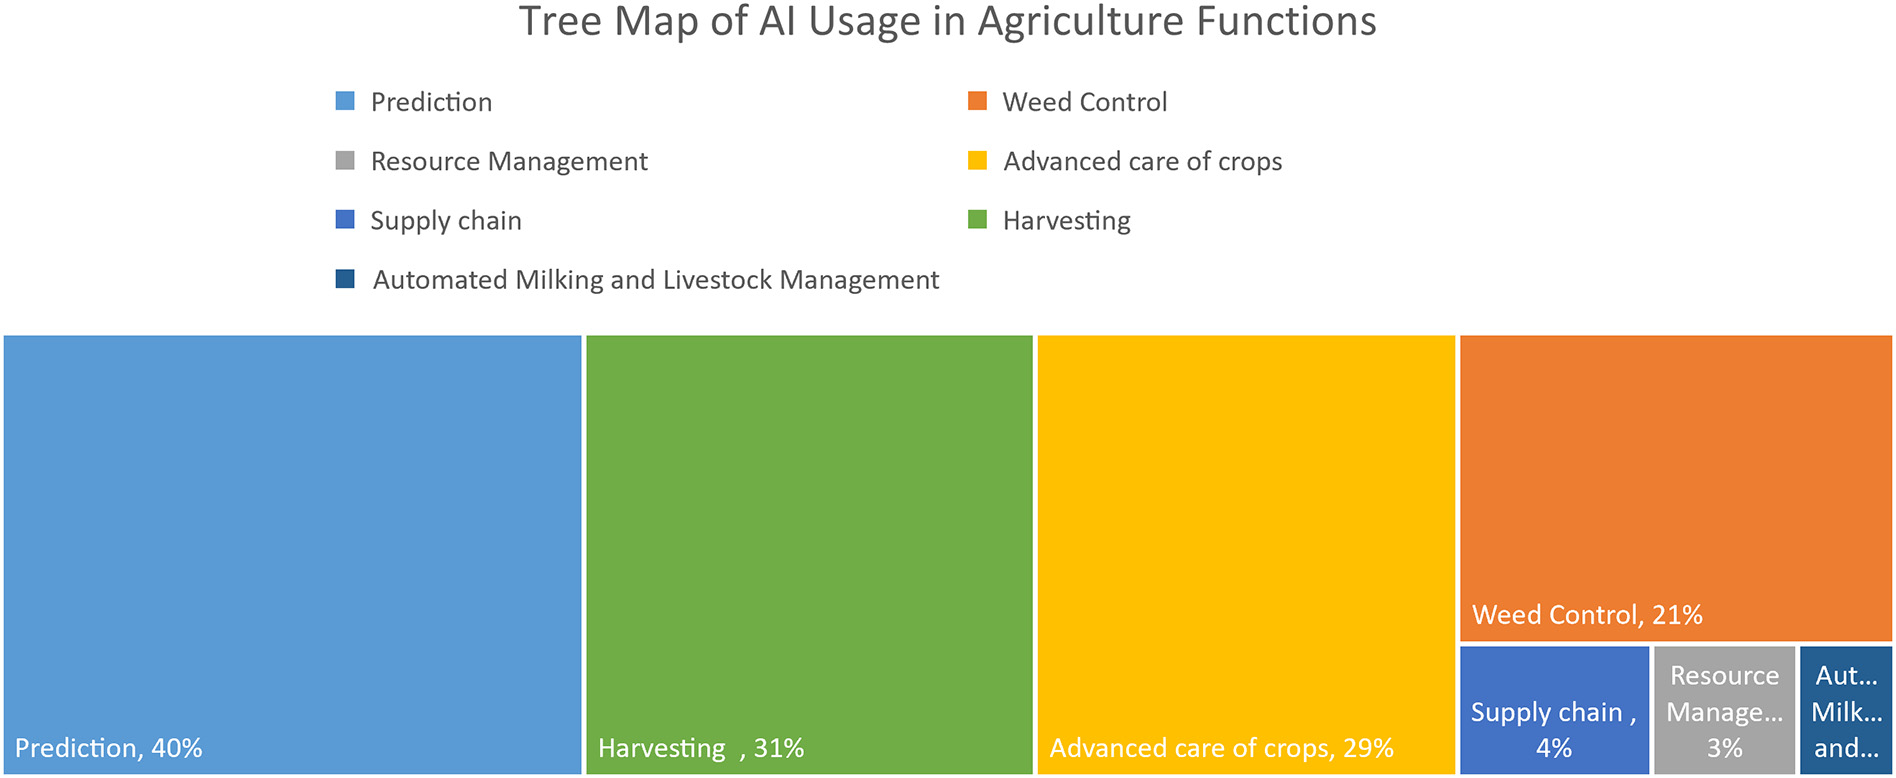 Tree Map of AI Usage in Agriculture Functions
Prediction
Weed Control
Resource Management
Advanced care of crops
Supply chain
Harvesting
Automated Milking and Livestock Management
Prediction, 40%
Harvesting , 31%
Advanced care of crops, 29%
Weed Control, 21%
Supply chain ,
4%
Resource
Manage...
3%
Aut...
Milk...
and...